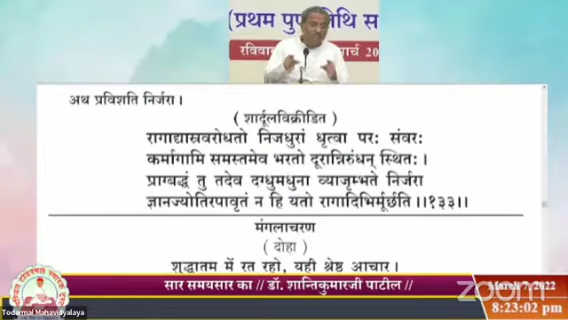 (प्रथम पुण्यतिथि स
रविवा
मार्च 20
अथ प्रविशति निर्जरा।
(शार्दूलविक्रीडित)
रागाद्यास्रवरोधतो निजधुरां धृत्वा परः संवरः
कर्मागामि समस्तमेव भरतो दूरान्निरुंधन् स्थितः।
प्राग्बद्धं तु तदेव दग्धुमधुना व्याजृम्भते निर्जरा
ज्ञानज्योतिरपावृतं न हि यतो रागादिभिर्मूर्छति।।१३३।।
मंगलाचरण
(दोहा)
शुद्धातम में रत रहो, यही श्रेष्ठ आचार।
सार समयसार का // डॉ. शान्तिकुमारजी पाटील //
March 7, 2022
zoom
8:23:02 pm
Todarmal Mahavidyalaya